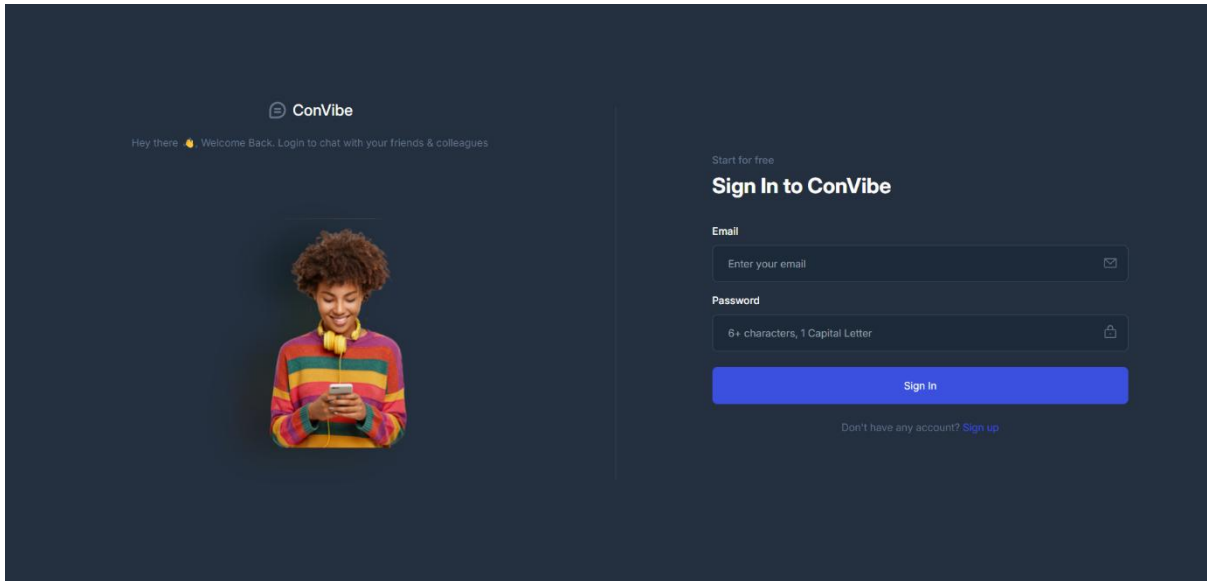 ConVibe
Hey there 👋, Welcome Back. Login to chat with your friends & colleagues
Start for free
Sign In to ConVibe
Email
Enter your email
Password
6+ characters, 1 Capital Letter
Sign In
Don't have any account? Sign up